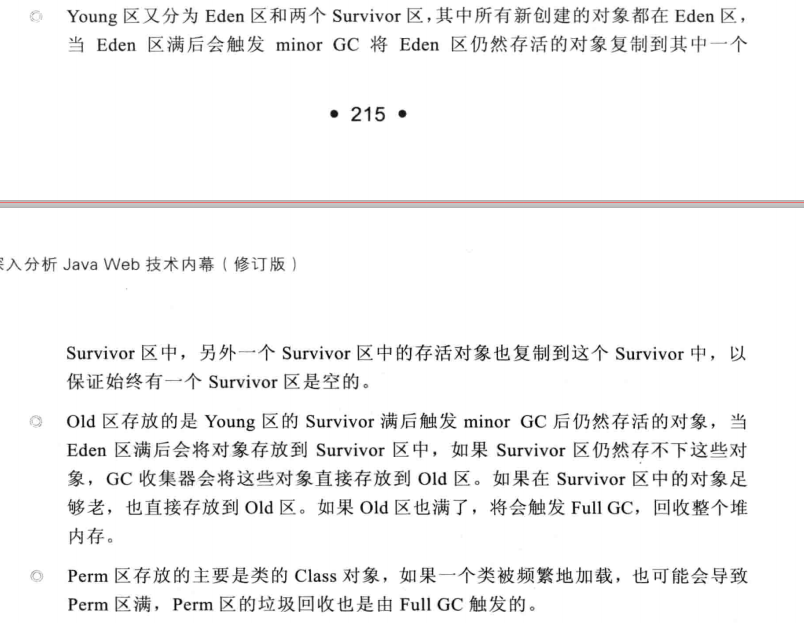 Young 区又分为 Eden 区和两个 Survivor 区，其中所有新创建的对象都在 Eden 区，
当 Eden 区满后会触发 minor GC 将 Eden 区仍然存活的对象复制到其中一个
• 215 •
深入分析 Java Web 技术内幕（修订版）
Survivor 区中，另外一个 Survivor 区中的存活对象也复制到这个 Survivor 中，以
保证始终有一个 Survivor 区是空的。
Old 区存放的是 Young 区的 Survivor 满后触发 minor GC 后仍然存活的对象，当
Eden 区满后会将对象存放到 Survivor 区中，如果 Survivor 区仍然存不下这些对
象，GC 收集器会将这些对象直接存放到 Old 区。如果在 Survivor 区中的对象足
够老，也直接存放到 Old 区。如果 Old 区也满了，将会触发 Full GC，回收整个堆
内存。
Perm 区存放的主要是类的 Class 对象，如果一个类被频繁地加载，也可能会导致
Perm 区满，Perm 区的垃圾回收也是由 Full GC 触发的。